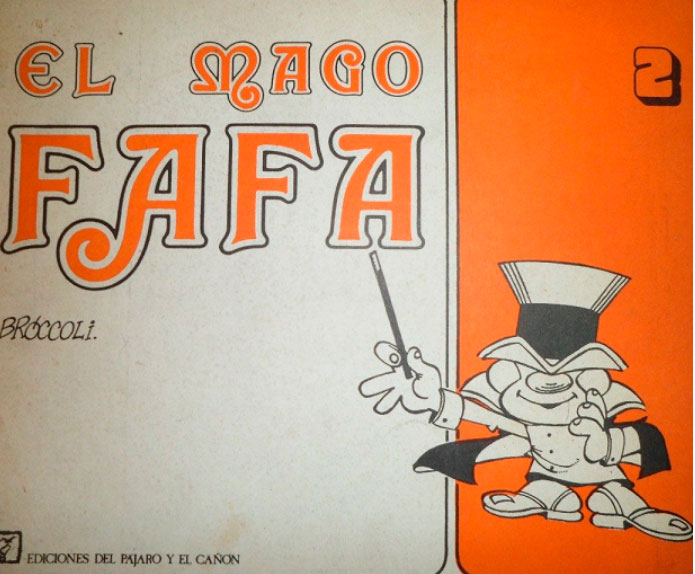 EL MAGO
FAFA
2
BRÓCCOLI.
EDICIONES DEL PAJARO Y EL CAÑON